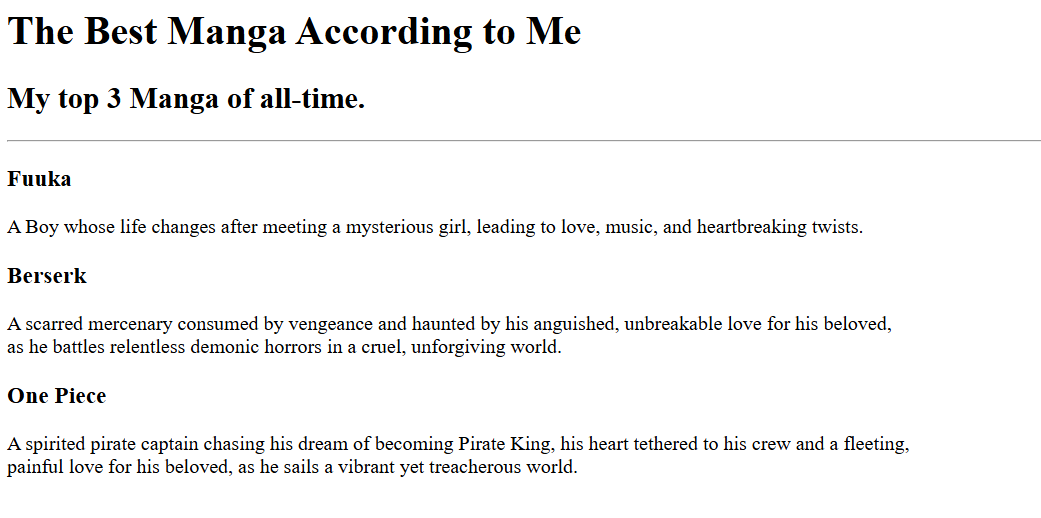 The Best Manga According to Me
My top 3 Manga of all-time.
Fuuka
A Boy whose life changes after meeting a mysterious girl, leading to love, music, and heartbreaking twists.
Berserk
A scarred mercenary consumed by vengeance and haunted by his anguished, unbreakable love for his beloved,
as he battles relentless demonic horrors in a cruel, unforgiving world.
One Piece
A spirited pirate captain chasing his dream of becoming Pirate King, his heart tethered to his crew and a fleeting,
painful love for his beloved, as he sails a vibrant yet treacherous world.